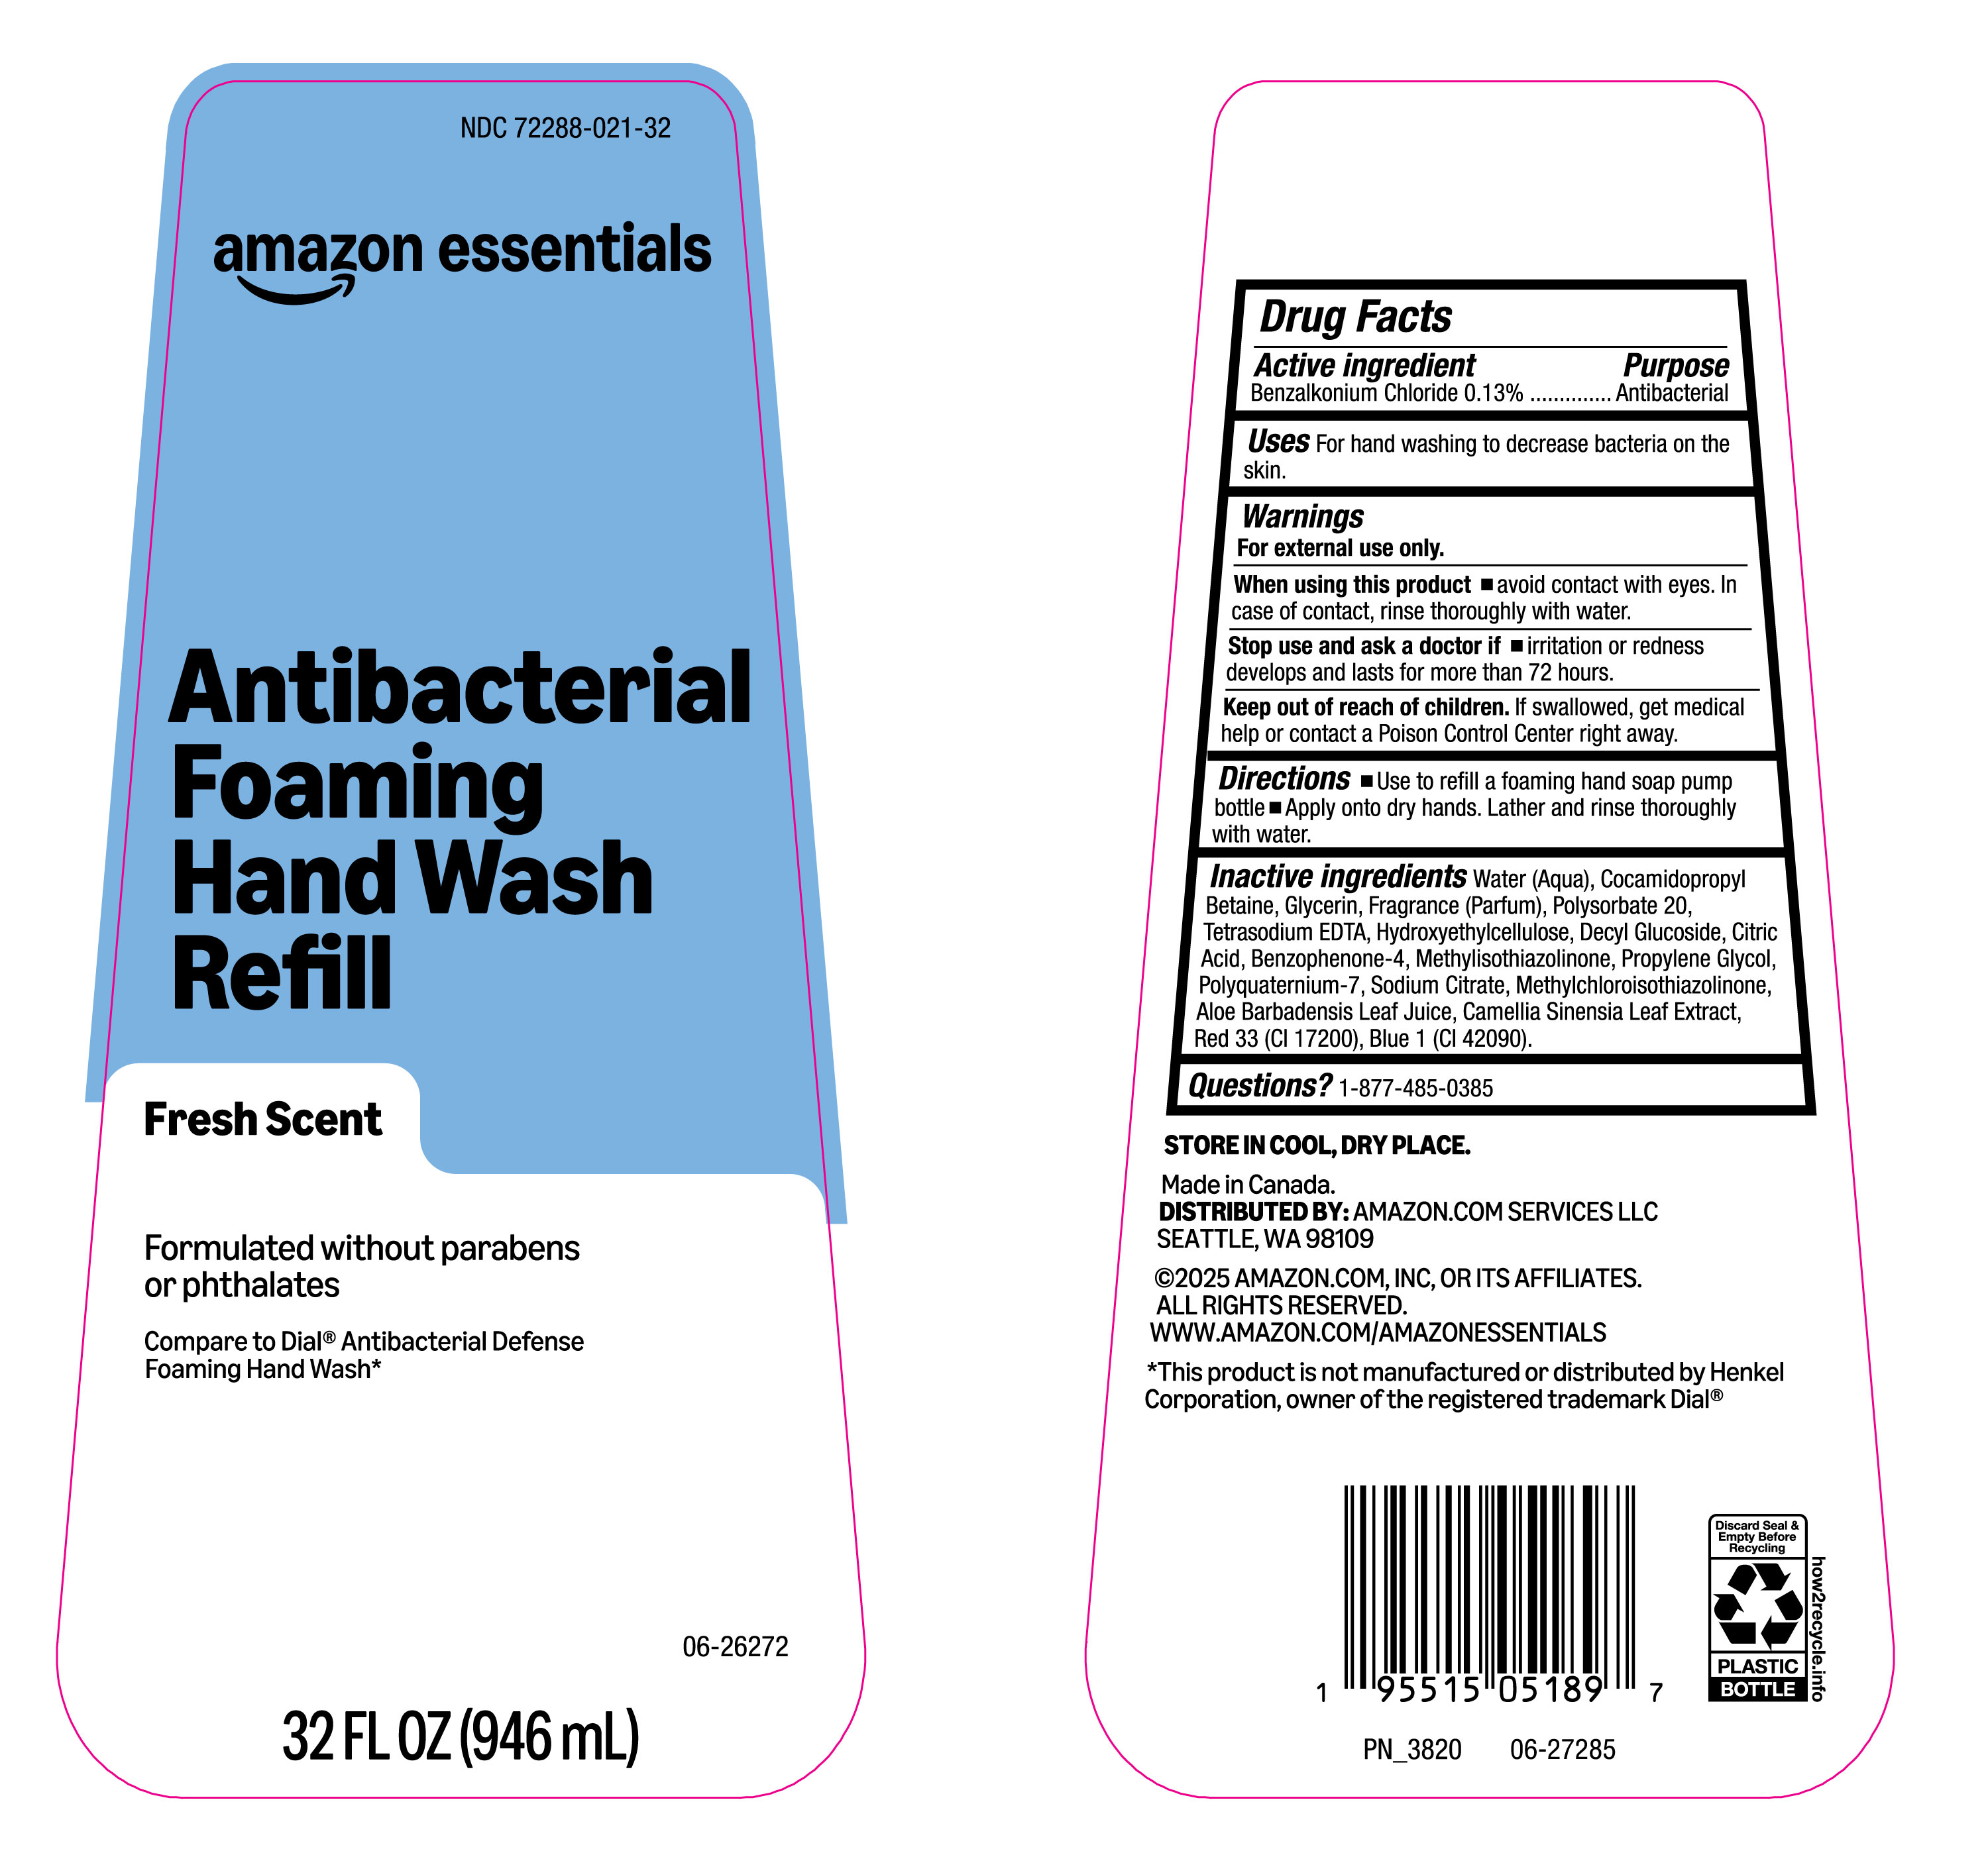 NDC 72288-021-32
amazon essentials
Antibacterial
Foaming
Hand Wash
Refill
Fresh Scent
Formulated without parabens
or phthalates
Compare to Dial® Antibacterial Defense
Foaming Hand Wash*
06-26272
32 FL OZ (946 mL)
Drug Facts
Active ingredient Purpose
Benzalkonium Chloride 0.13% .............. Antibacterial
Uses For hand washing to decrease bacteria on the
skin.
Warnings
For external use only.
When using this product ■ avoid contact with eyes. In
case of contact, rinse thoroughly with water.
Stop use and ask a doctor if ■ irritation or redness
develops and lasts for more than 72 hours.
Keep out of reach of children. If swallowed, get medical
help or contact a Poison Control Center right away.
Directions ■ Use to refill a foaming hand soap pump
bottle ■ Apply onto dry hands. Lather and rinse thoroughly
with water.
Inactive ingredients Water (Aqua), Cocamidopropyl
Betaine, Glycerin, Fragrance (Parfum), Polysorbate 20,
Tetrasodium EDTA, Hydroxyethylcellulose, Decyl Glucoside, Citric
Acid, Benzophenone-4, Methylisothiazolinone, Propylene Glycol,
Polyquaternium-7, Sodium Citrate, Methylchloroisothiazolinone,
Aloe Barbadensis Leaf Juice, Camellia Sinensia Leaf Extract,
Red 33 (CI 17200), Blue 1 (CI 42090).
Questions? 1-877-485-0385
STORE IN COOL, DRY PLACE.
Made in Canada.
DISTRIBUTED BY: AMAZON.COM SERVICES LLC
SEATTLE, WA 98109
©2025 AMAZON.COM, INC, OR ITS AFFILIATES.
ALL RIGHTS RESERVED.
WWW.AMAZON.COM/AMAZONESSENTIALS
*This product is not manufactured or distributed by Henkel
Corporation, owner of the registered trademark Dial®
1 95515 05189 7
Discard Seal &
Empty Before
Recycling
PLASTIC
BOTTLE
how2recycle.info
PN_3820 06-27285